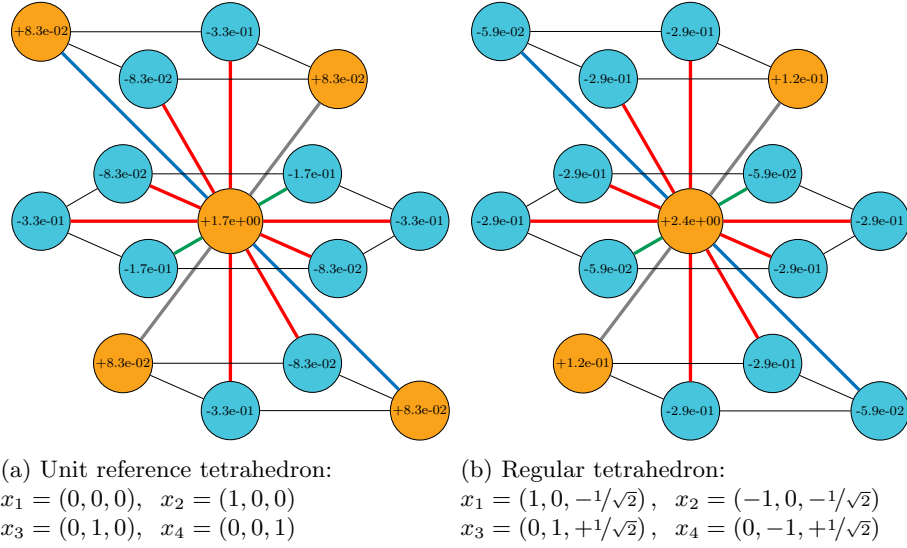 +8.3e-02 -3.3e-01 -5.9e-02 -2.9e-01
-8.3e-02 +8.3e-02 -2.9e-01 +1.2e-01
-8.3e-02 -1.7e-01 -2.9e-01 -5.9e-02
-3.3e-01 +1.7e+00 -3.3e-01 -2.9e-01 +2.4e+00 -2.9e-01
-1.7e-01 -8.3e-02 -5.9e-02 -2.9e-01
+8.3e-02 -8.3e-02 +1.2e-01 -2.9e-01
-3.3e-01 +8.3e-02 -2.9e-01 -5.9e-02
(a) Unit reference tetrahedron:
x₁ = (0, 0, 0), x₂ = (1, 0, 0)
x₃ = (0, 1, 0), x₄ = (0, 0, 1)
(b) Regular tetrahedron:
x₁ = (1, 0, −1/√2), x₂ = (−1, 0, −1/√2)
x₃ = (0, 1, +1/√2), x₄ = (0, −1, +1/√2)